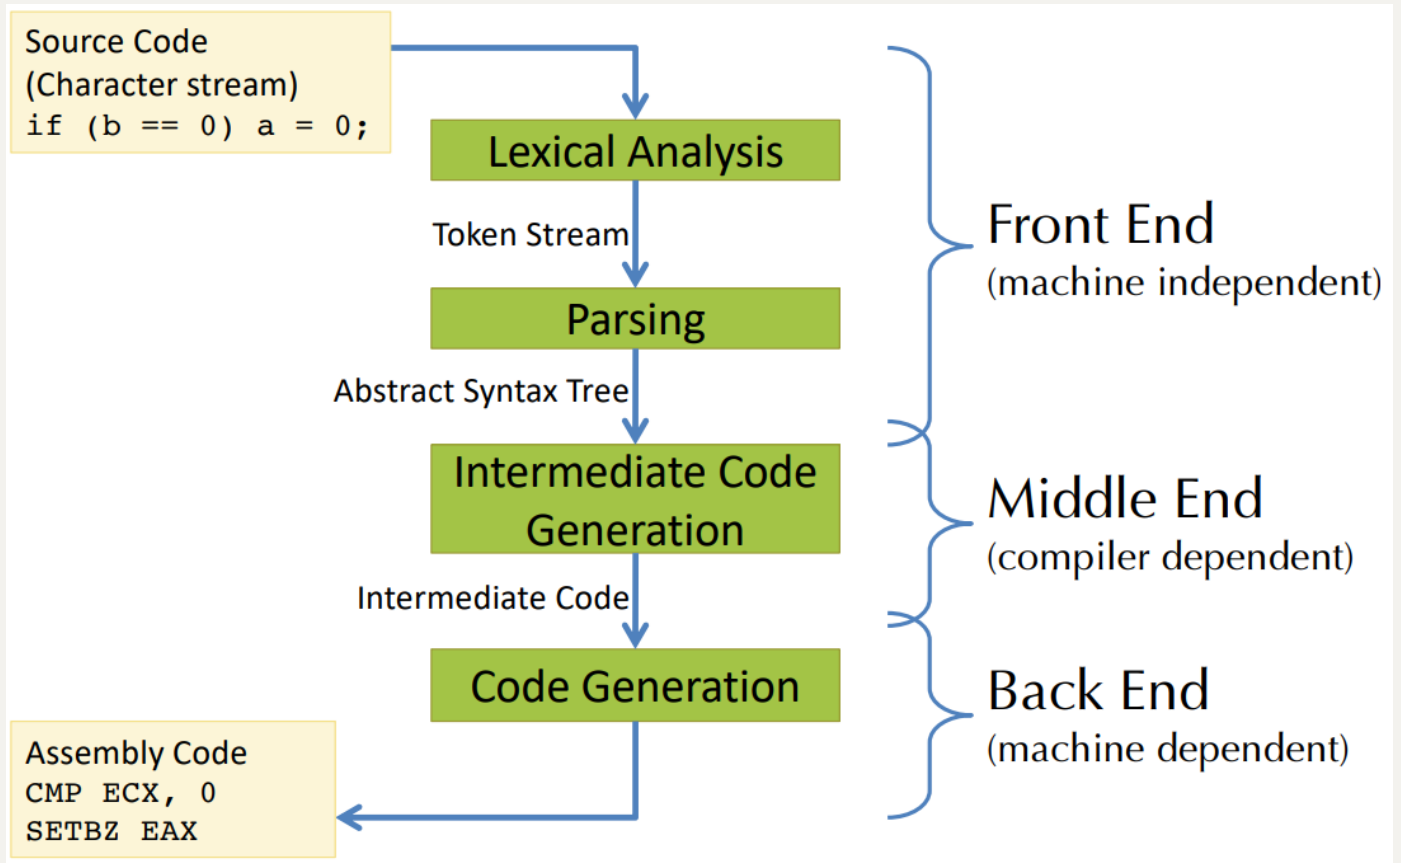 Source Code
(Character stream)
if (b == 0) a = 0;
Lexical Analysis
Token Stream
Parsing
Abstract Syntax Tree
Intermediate Code
Generation
Intermediate Code
Code Generation
Assembly Code
CMP ECX, 0
SETBZ EAX
Front End
(machine independent)
Middle End
(compiler dependent)
Back End
(machine dependent)